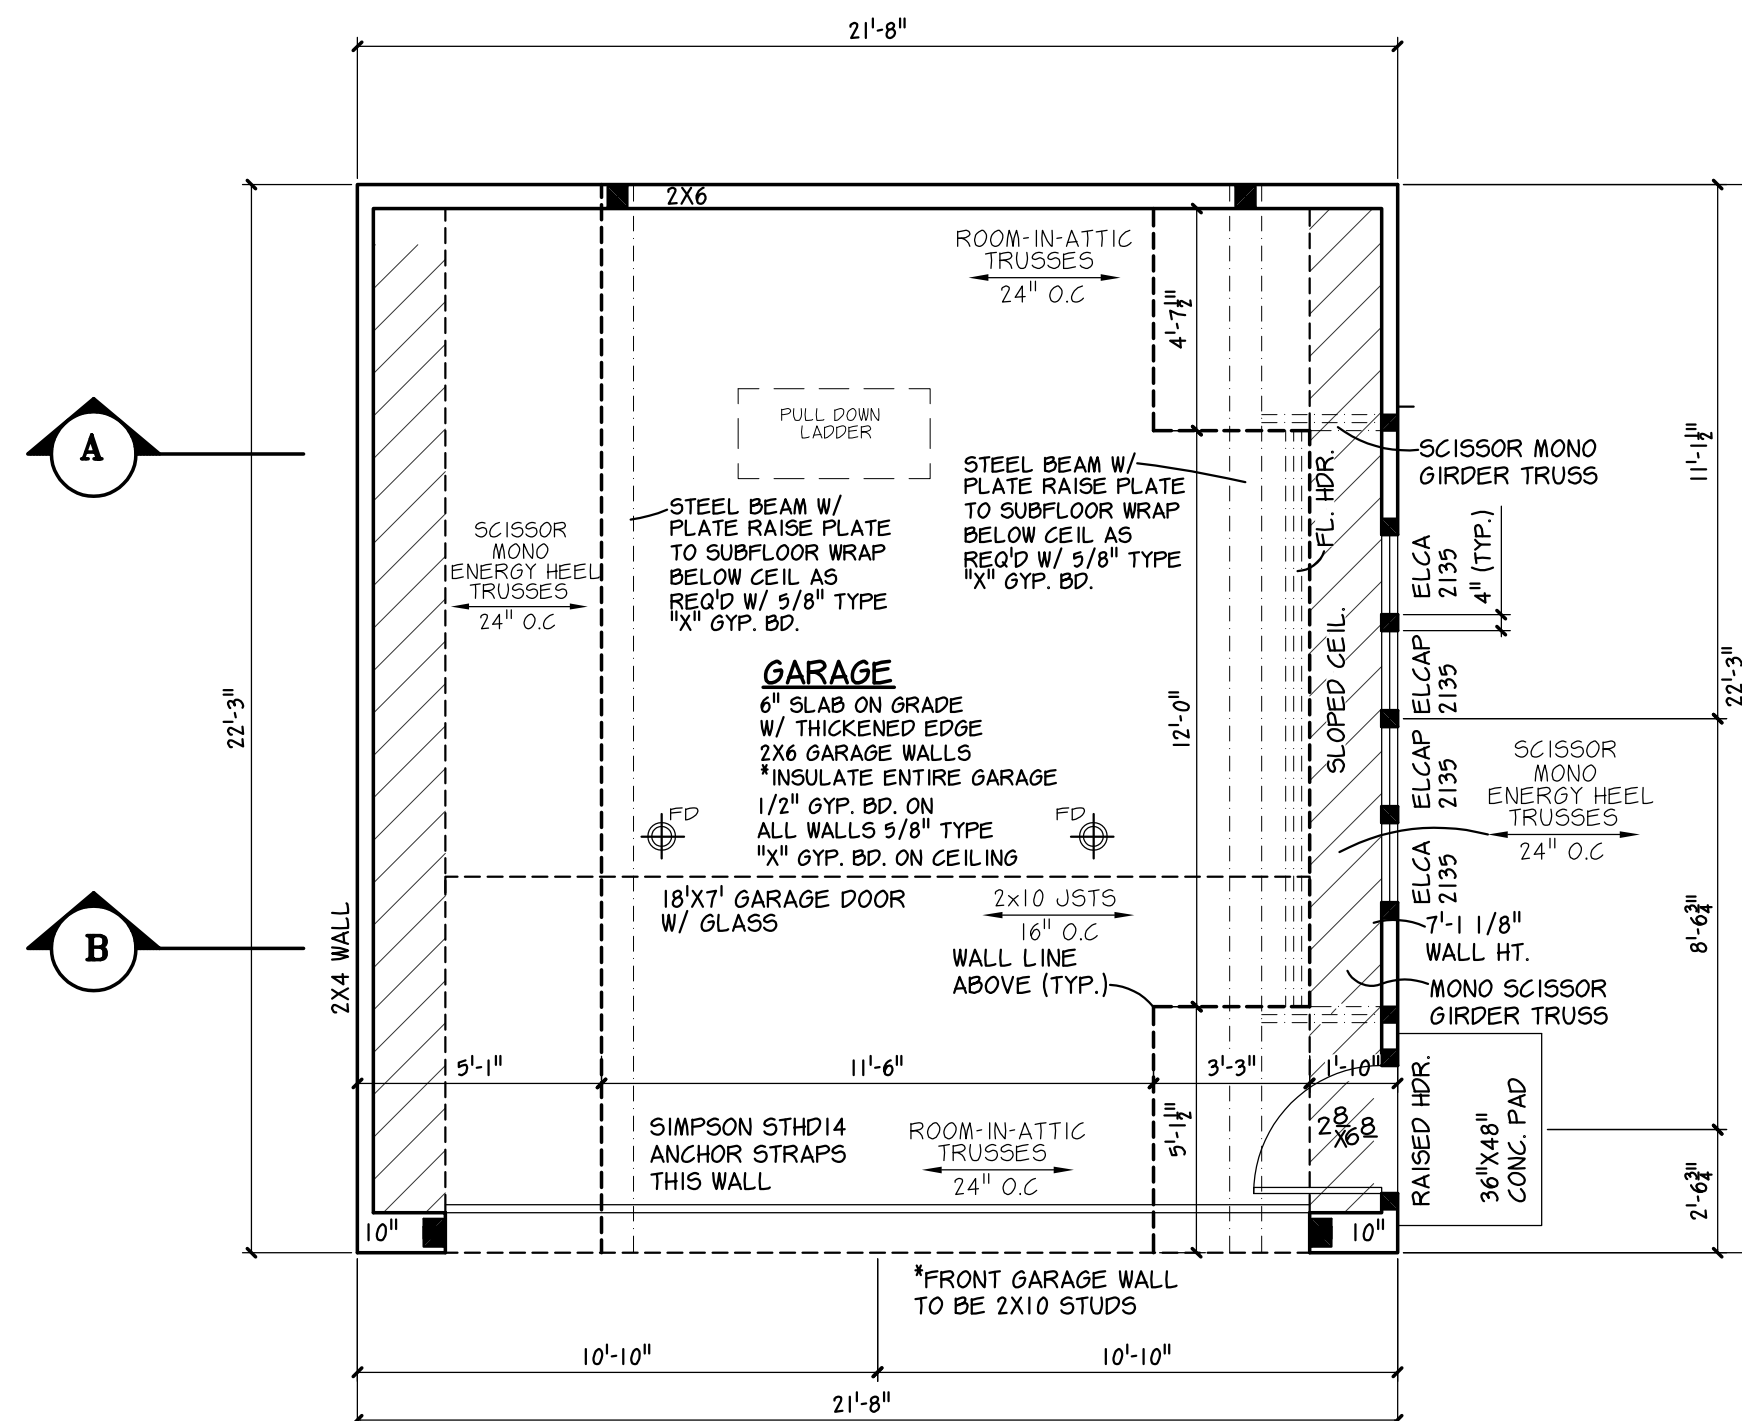 21'-8"
2X6
ROOM-IN-ATTIC
TRUSSES
24" O.C
4'-7½"
A
PULL DOWN
LADDER
SCISSOR MONO
GIRDER TRUSS
11'-1½"
STEEL BEAM W/
PLATE RAISE PLATE
TO SUBFLOOR WRAP
BELOW CEIL AS
REQ'D W/ 5/8" TYPE
"X" GYP. BD.
STEEL BEAM W/
PLATE RAISE PLATE
TO SUBFLOOR WRAP
BELOW CEIL AS
REQ'D W/ 5/8" TYPE
"X" GYP. BD.
FL. HDR.
SCISSOR
MONO
ENERGY HEEL
TRUSSES
24" O.C
ELCA
2135
4" (TYP.)
SLOPED CEIL.
ELCAP
2135
22'-3"
22'-3"
12'-0"
GARAGE
6" SLAB ON GRADE
W/ THICKENED EDGE
2X6 GARAGE WALLS
*INSULATE ENTIRE GARAGE
1/2" GYP. BD. ON
ALL WALLS 5/8" TYPE
"X" GYP. BD. ON CEILING
FD
FD
ELCAP
2135
SCISSOR
MONO
ENERGY HEEL
TRUSSES
24" O.C
ELCA
2135
18'X7' GARAGE DOOR
W/ GLASS
2x10 JSTS
16" O.C
WALL LINE
ABOVE (TYP.)
7'-1 1/8"
WALL HT.
8'-6¾"
B
2X4 WALL
MONO SCISSOR
GIRDER TRUSS
5'-1"
11'-6"
3'-3"
1'-10"
SIMPSON STHD14
ANCHOR STRAPS
THIS WALL
ROOM-IN-ATTIC
TRUSSES
24" O.C
5'-1½"
28
X68
RAISED HDR.
36"X48"
CONC. PAD
2'-6¾"
10"
10"
*FRONT GARAGE WALL
TO BE 2X10 STUDS
10'-10"
10'-10"
21'-8"